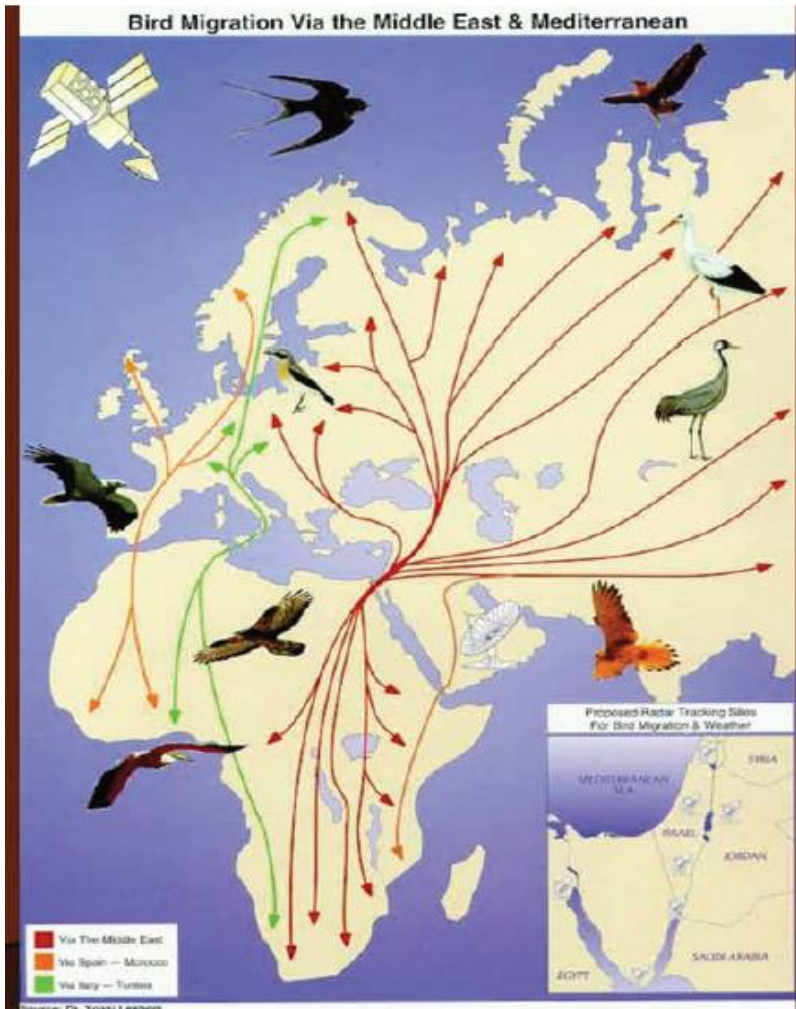 Bird Migration Via the Middle East & Mediterranean
Proposed Radar Tracking Sites
For Bird Migration & Weather
MEDITERRANEAN
SEA
SYRIA
ISRAEL
JORDAN
EGYPT
SAUDI ARABIA
Via The Middle East
Via Spain — Morocco
Via Italy — Tunisia